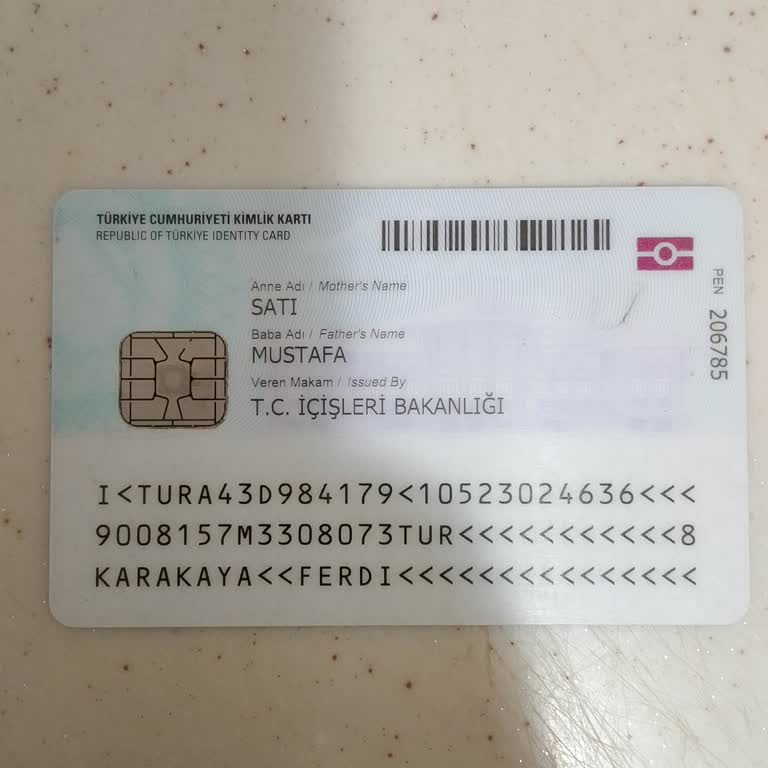 TÜRKİYE CUMHURİYETİ KİMLİK KARTI
REPUBLIC OF TÜRKİYE IDENTITY CARD
Anne Adı / Mother's Name
SATI
Baba Adı / Father's Name
MUSTAFA
Veren Makam / Issued By
T.C. İÇİŞLERİ BAKANLIĞI
PEN 206785
I<TURA43D984179<10523024636<<<
9008157M3308073TUR<<<<<<<<<<<8
KARAKAYA<<FERDI<<<<<<<<<<<<<<<